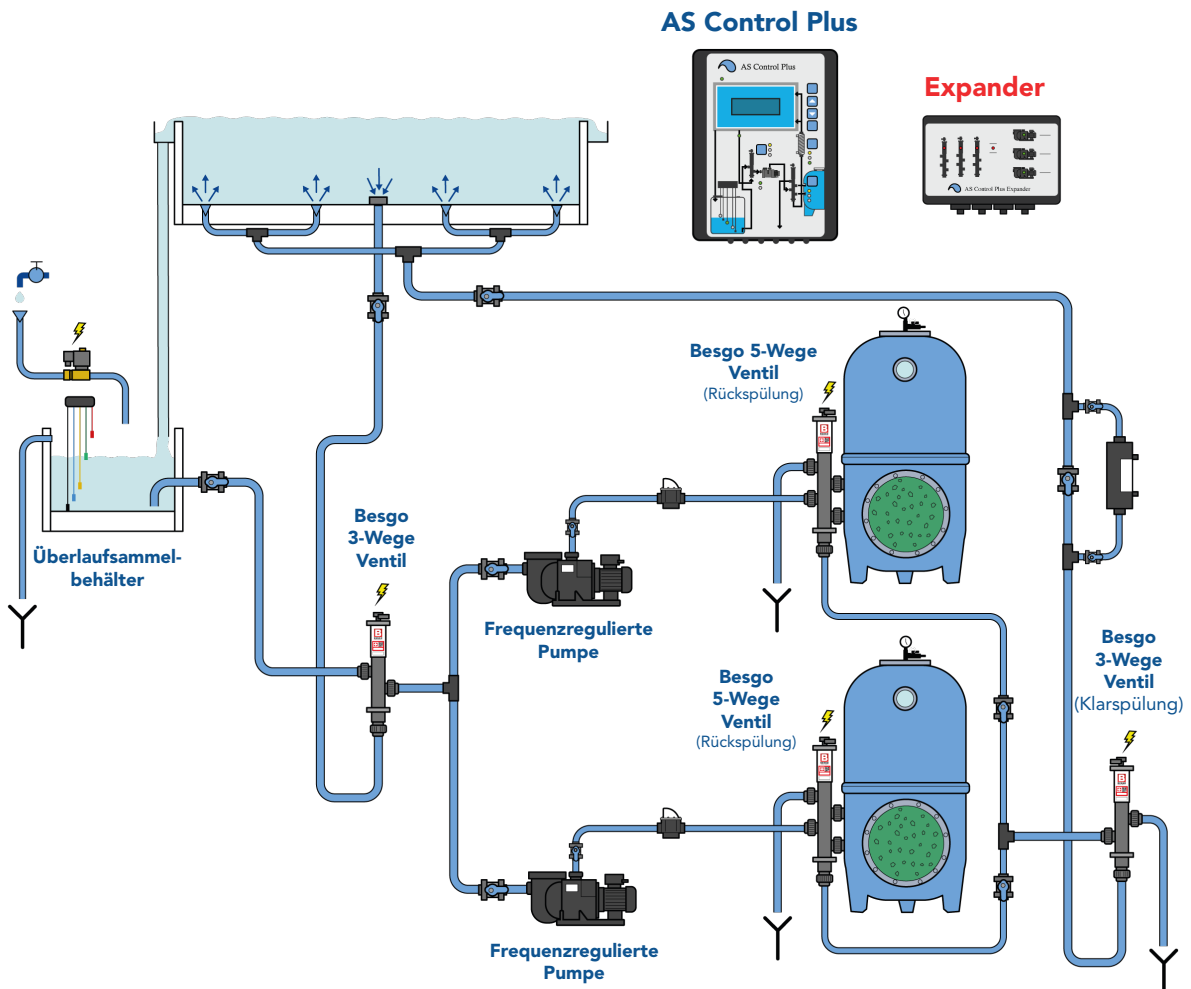 AS Control Plus
AS Control Plus
Expander
AS Control Plus Expander
Besgo 5-Wege
Ventil
(Rückspülung)
Besgo
3-Wege
Ventil
Überlaufsammel-
behälter
Frequenzregulierte
Pumpe
Besgo
5-Wege
Ventil
(Rückspülung)
Besgo
3-Wege
Ventil
(Klarspülung)
Frequenzregulierte
Pumpe